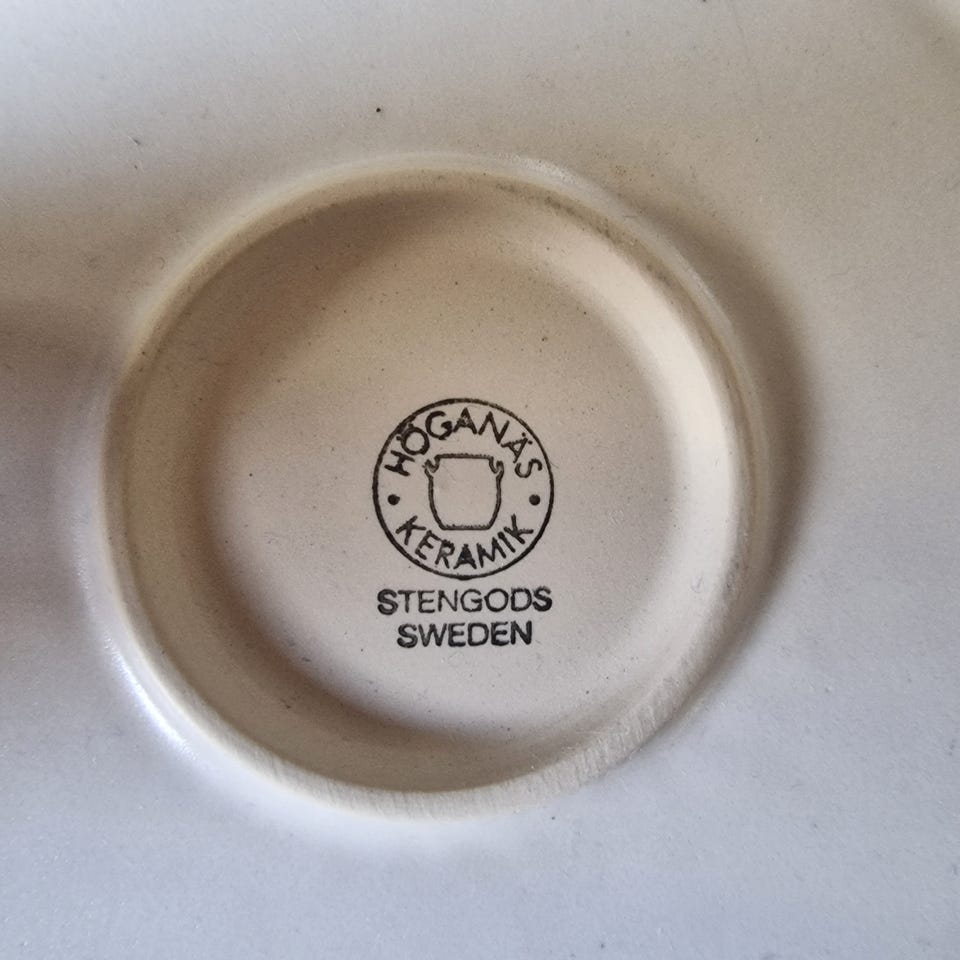 HÖGANÄS
KERAMIK
STENGODS
SWEDEN